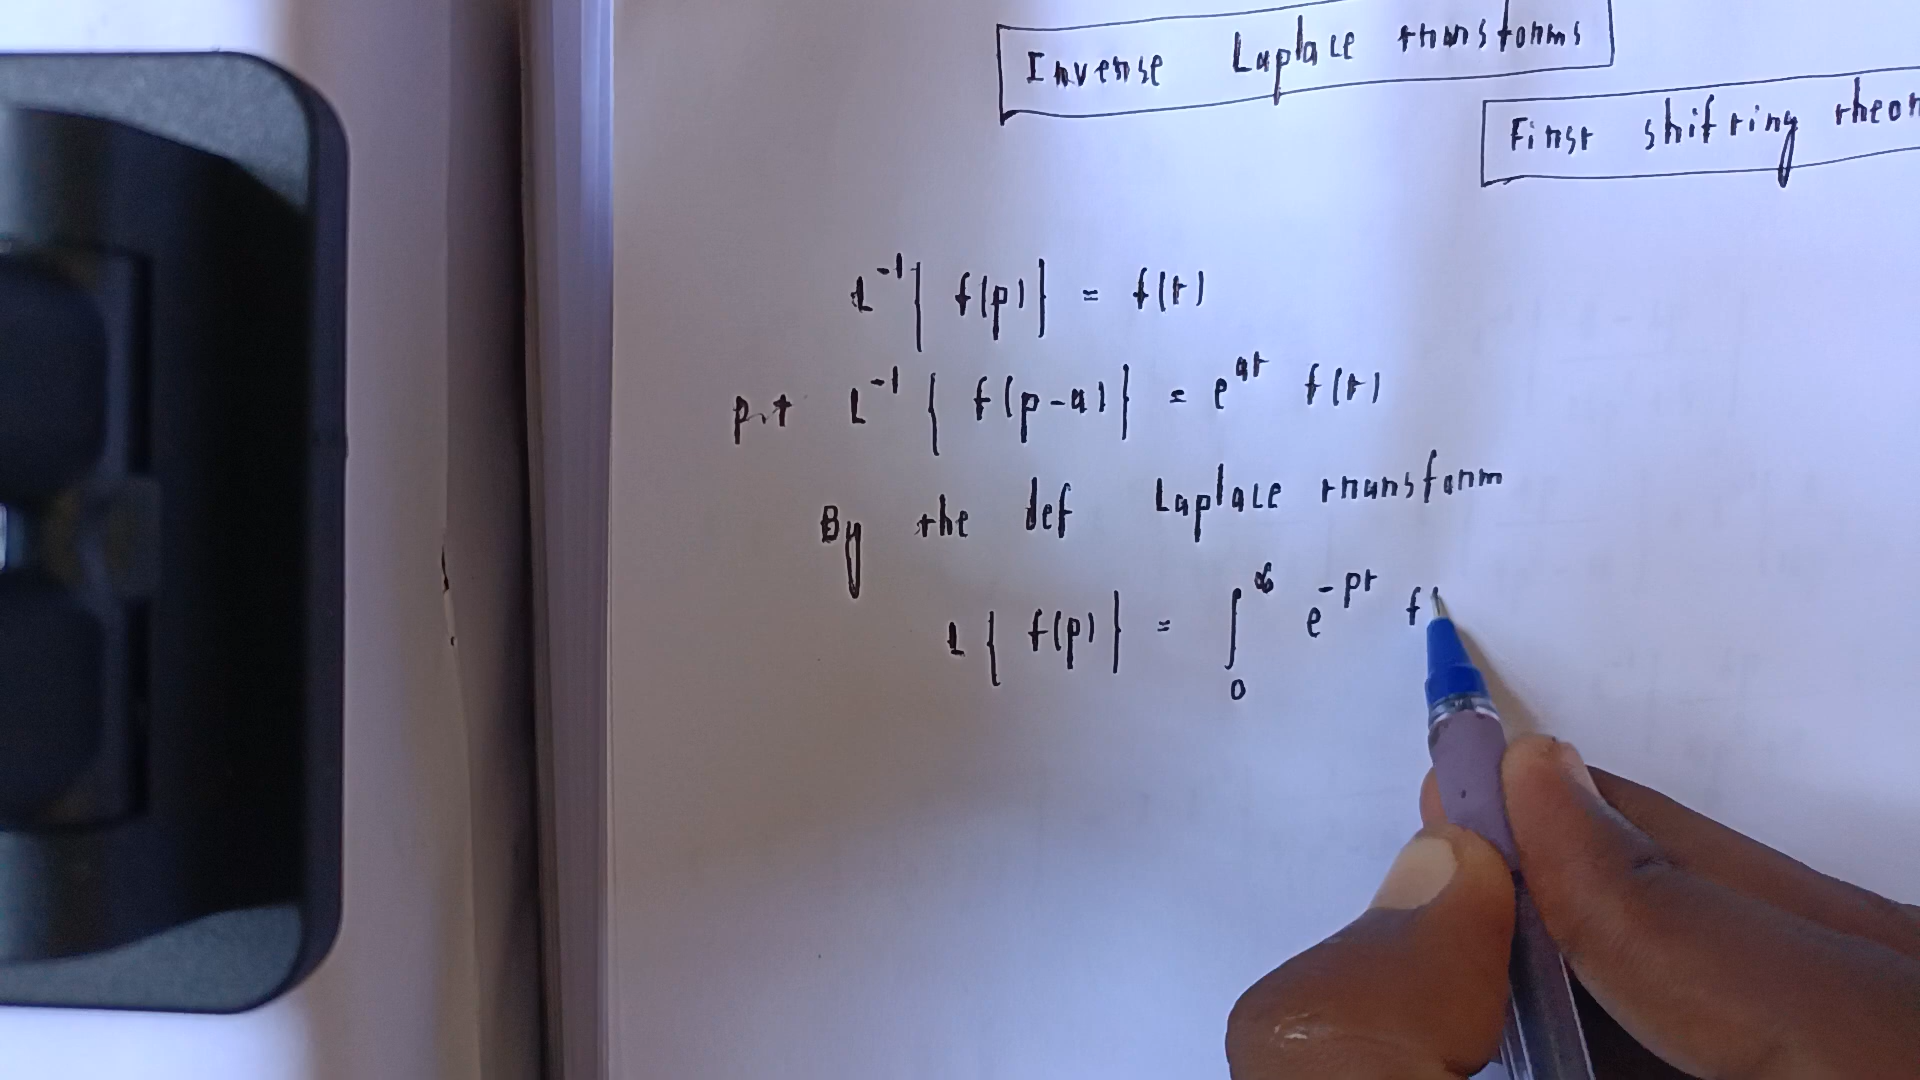 Inverse Laplace transforms
First shifting theor
L⁻¹{ f(p) } = f(t)
P.t L⁻¹{ f(p-a) } = e^at f(t)
By the def Laplace transform
L{ f(p) } = ∫₀^∞ e^-pt f